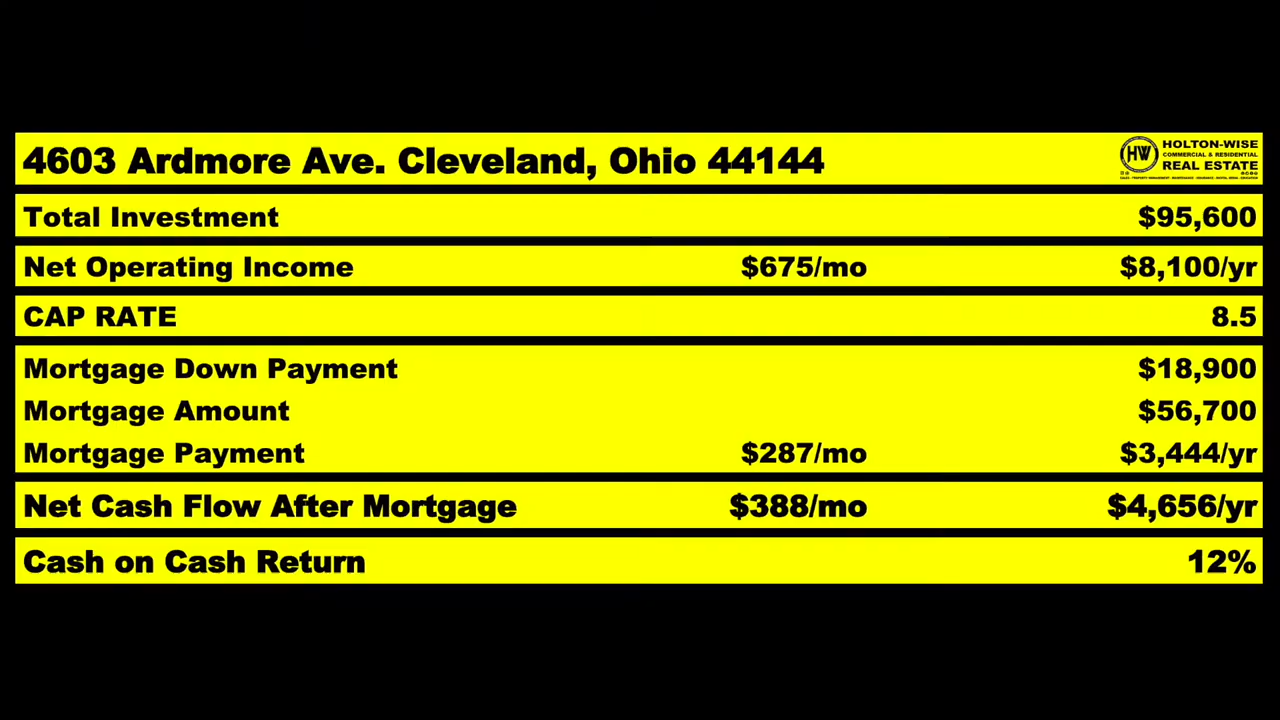 4603 Ardmore Ave. Cleveland, Ohio 44144
HW HOLTON-WISE
COMMERCIAL & RESIDENTIAL
REAL ESTATE
Total Investment $95,600
Net Operating Income $675/mo $8,100/yr
CAP RATE 8.5
Mortgage Down Payment $18,900
Mortgage Amount $56,700
Mortgage Payment $287/mo $3,444/yr
Net Cash Flow After Mortgage $388/mo $4,656/yr
Cash on Cash Return 12%